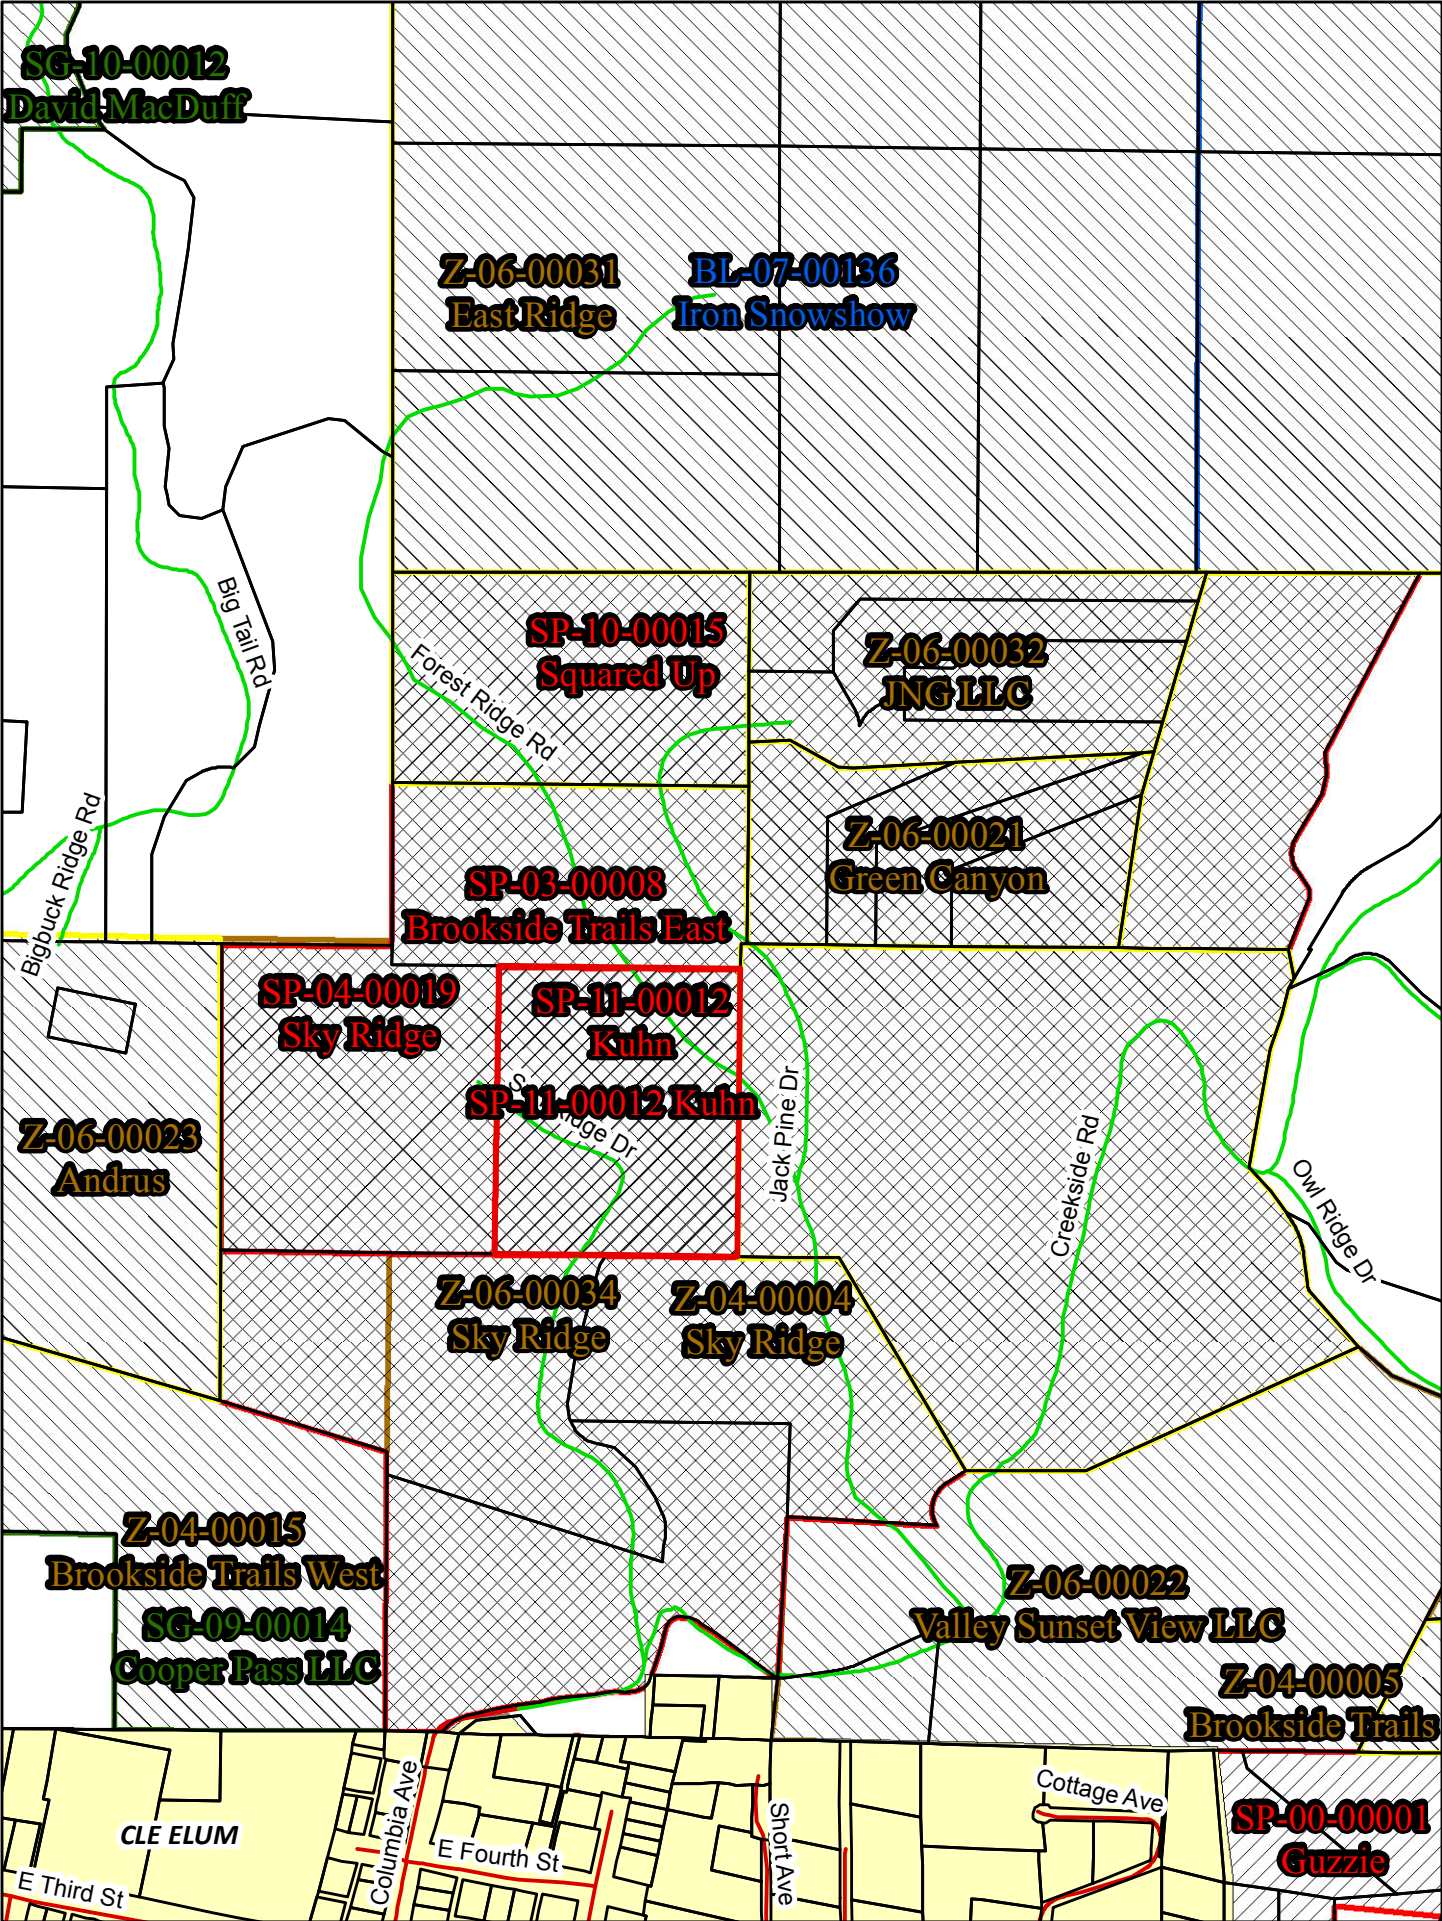 SG-10-00012
David MacDuff
Z-06-00031
East Ridge
BL-07-00136
Iron Snowshow
Big Tail Rd
SP-10-00015
Squared Up
Forest Ridge Rd
Z-06-00032
JNG LLC
Bigbuck Ridge Rd
Z-06-00021
Green Canyon
SP-03-00008
Brookside Trails East
SP-04-00019
Sky Ridge
SP-11-00012
Kuhn
SP-11-00012 Kuhn
Ridge Dr
Jack Pine Dr
Creekside Rd
Owl Ridge Dr
Z-06-00023
Andrus
Z-06-00034
Sky Ridge
Z-04-00004
Sky Ridge
Z-04-00015
Brookside Trails West
SG-09-00014
Cooper Pass LLC
Z-06-00022
Valley Sunset View LLC
Z-04-00005
Brookside Trails
CLE ELUM
E Third St
Columbia Ave
E Fourth St
Short Ave
Cottage Ave
SP-00-00001
Guzzie